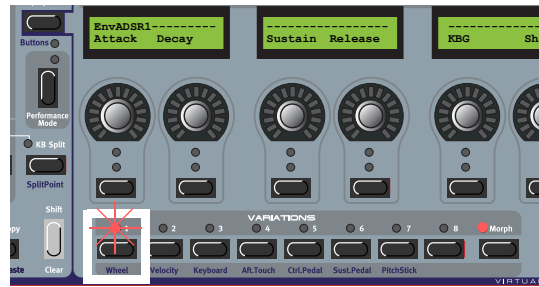 EnvADSR1---------
Attack Decay
-----------------
Sustain Release
KBG
Buttons
Performance
Mode
KB Split
SplitPoint
Shift
Clear
VARIATIONS
1 2 3 4 5 6 7 8 Morph
Wheel Velocity Keyboard Aft.Touch Ctrl.Pedal Sust.Pedal PitchStick